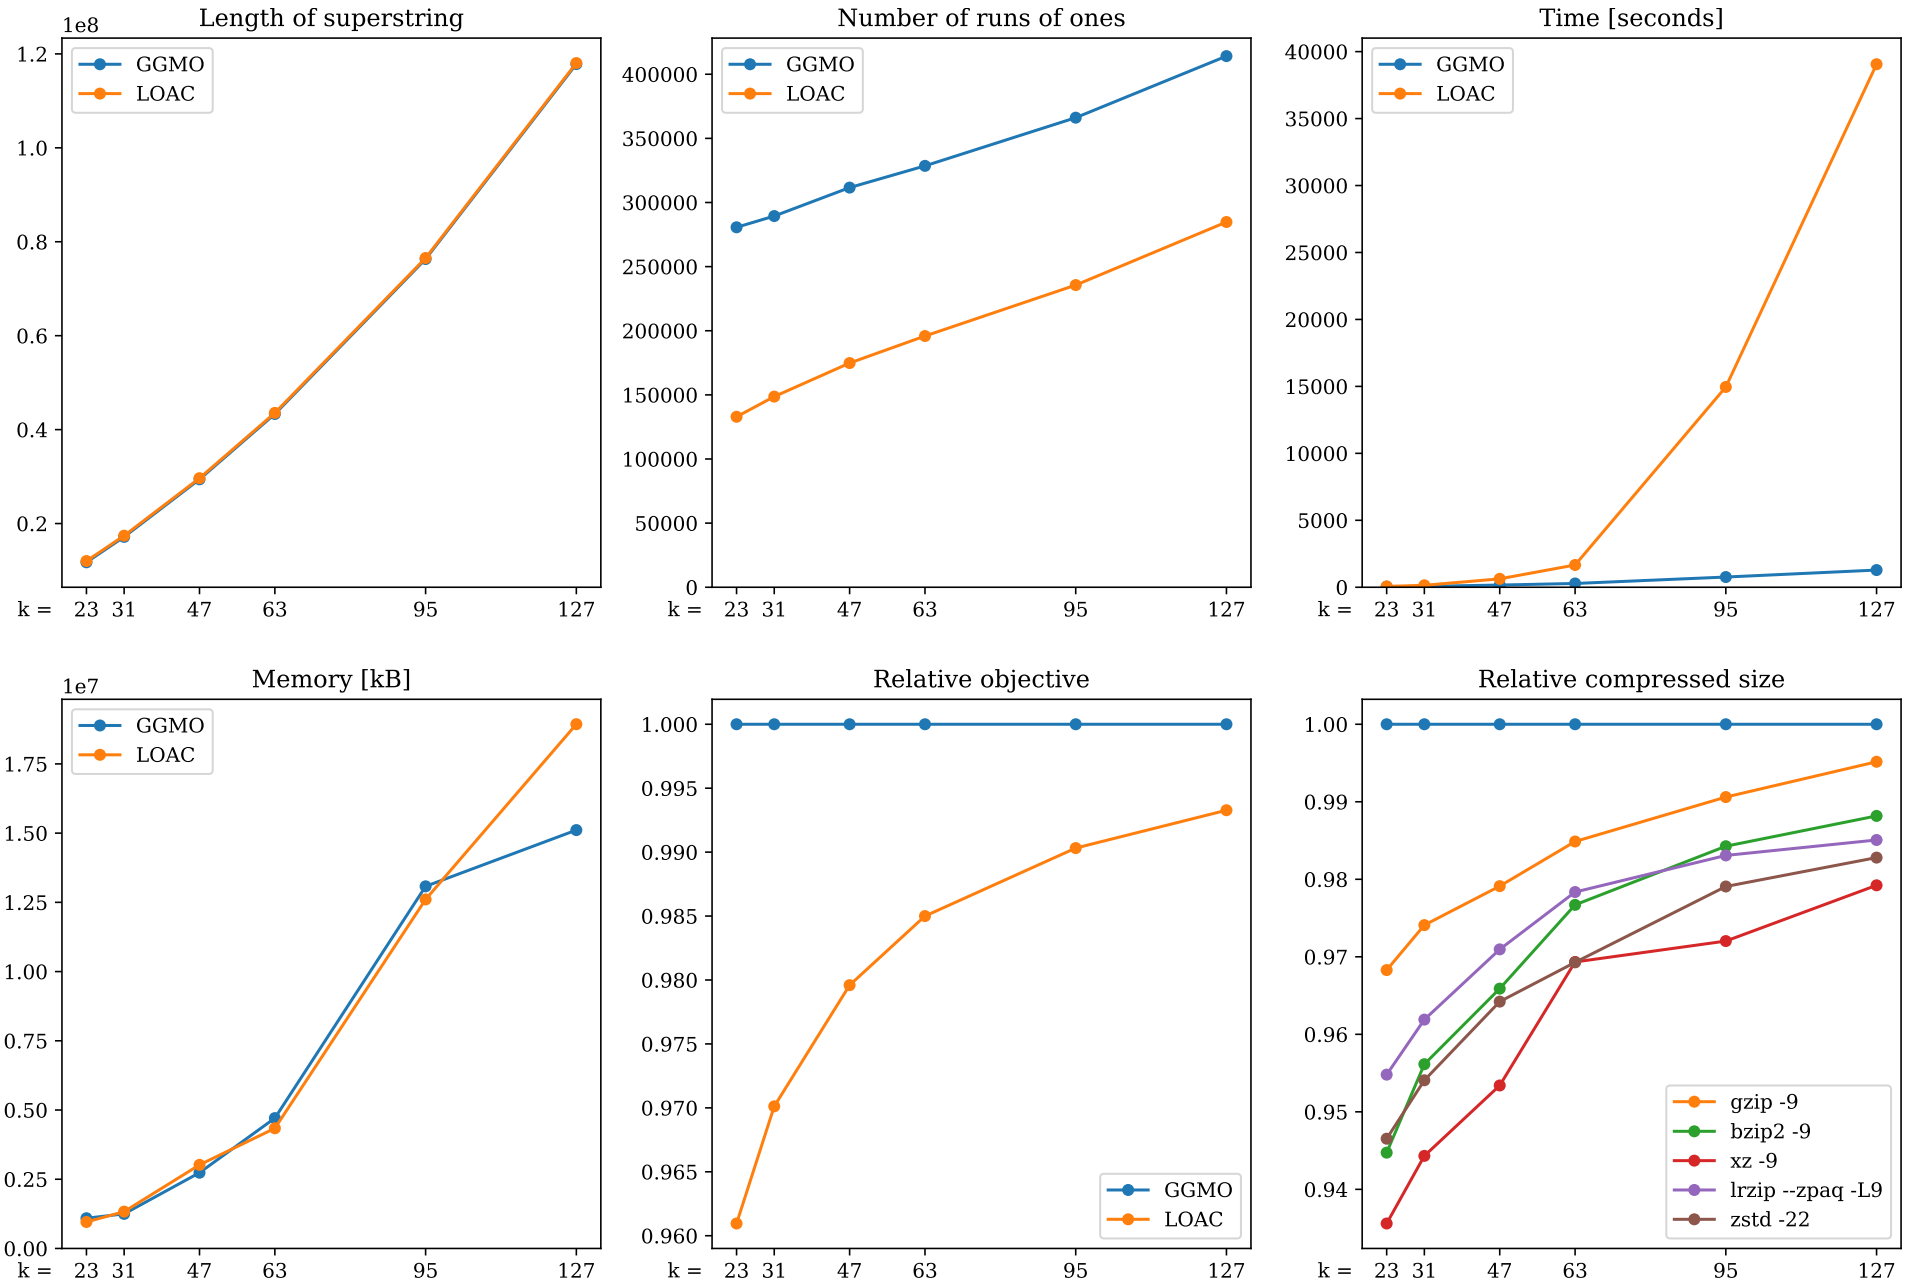 Length of superstring
1e8
1.2
1.0
0.8
0.6
0.4
0.2
GGMO
LOAC
k = 23 31 47 63 95 127
Number of runs of ones
400000
350000
300000
250000
200000
150000
100000
50000
0
GGMO
LOAC
k = 23 31 47 63 95 127
Time [seconds]
40000
35000
30000
25000
20000
15000
10000
5000
0
GGMO
LOAC
k = 23 31 47 63 95 127
Memory [kB]
1e7
1.75
1.50
1.25
1.00
0.75
0.50
0.25
0.00
GGMO
LOAC
k = 23 31 47 63 95 127
Relative objective
1.000
0.995
0.990
0.985
0.980
0.975
0.970
0.965
0.960
GGMO
LOAC
k = 23 31 47 63 95 127
Relative compressed size
1.00
0.99
0.98
0.97
0.96
0.95
0.94
gzip -9
bzip2 -9
xz -9
lrzip --zpaq -L9
zstd -22
k = 23 31 47 63 95 127